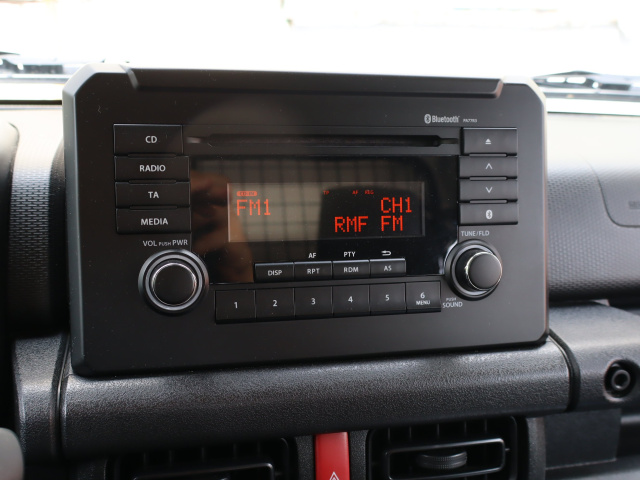 Bluetooth
CD
RADIO
TA
MEDIA
VOL PUSH PWR
FM1
CH1
RMF FM
TUNE/FLD
AF PTY
DISP RPT RDM AS
1 2 3 4 5 6
MENU
PUSH
SOUND